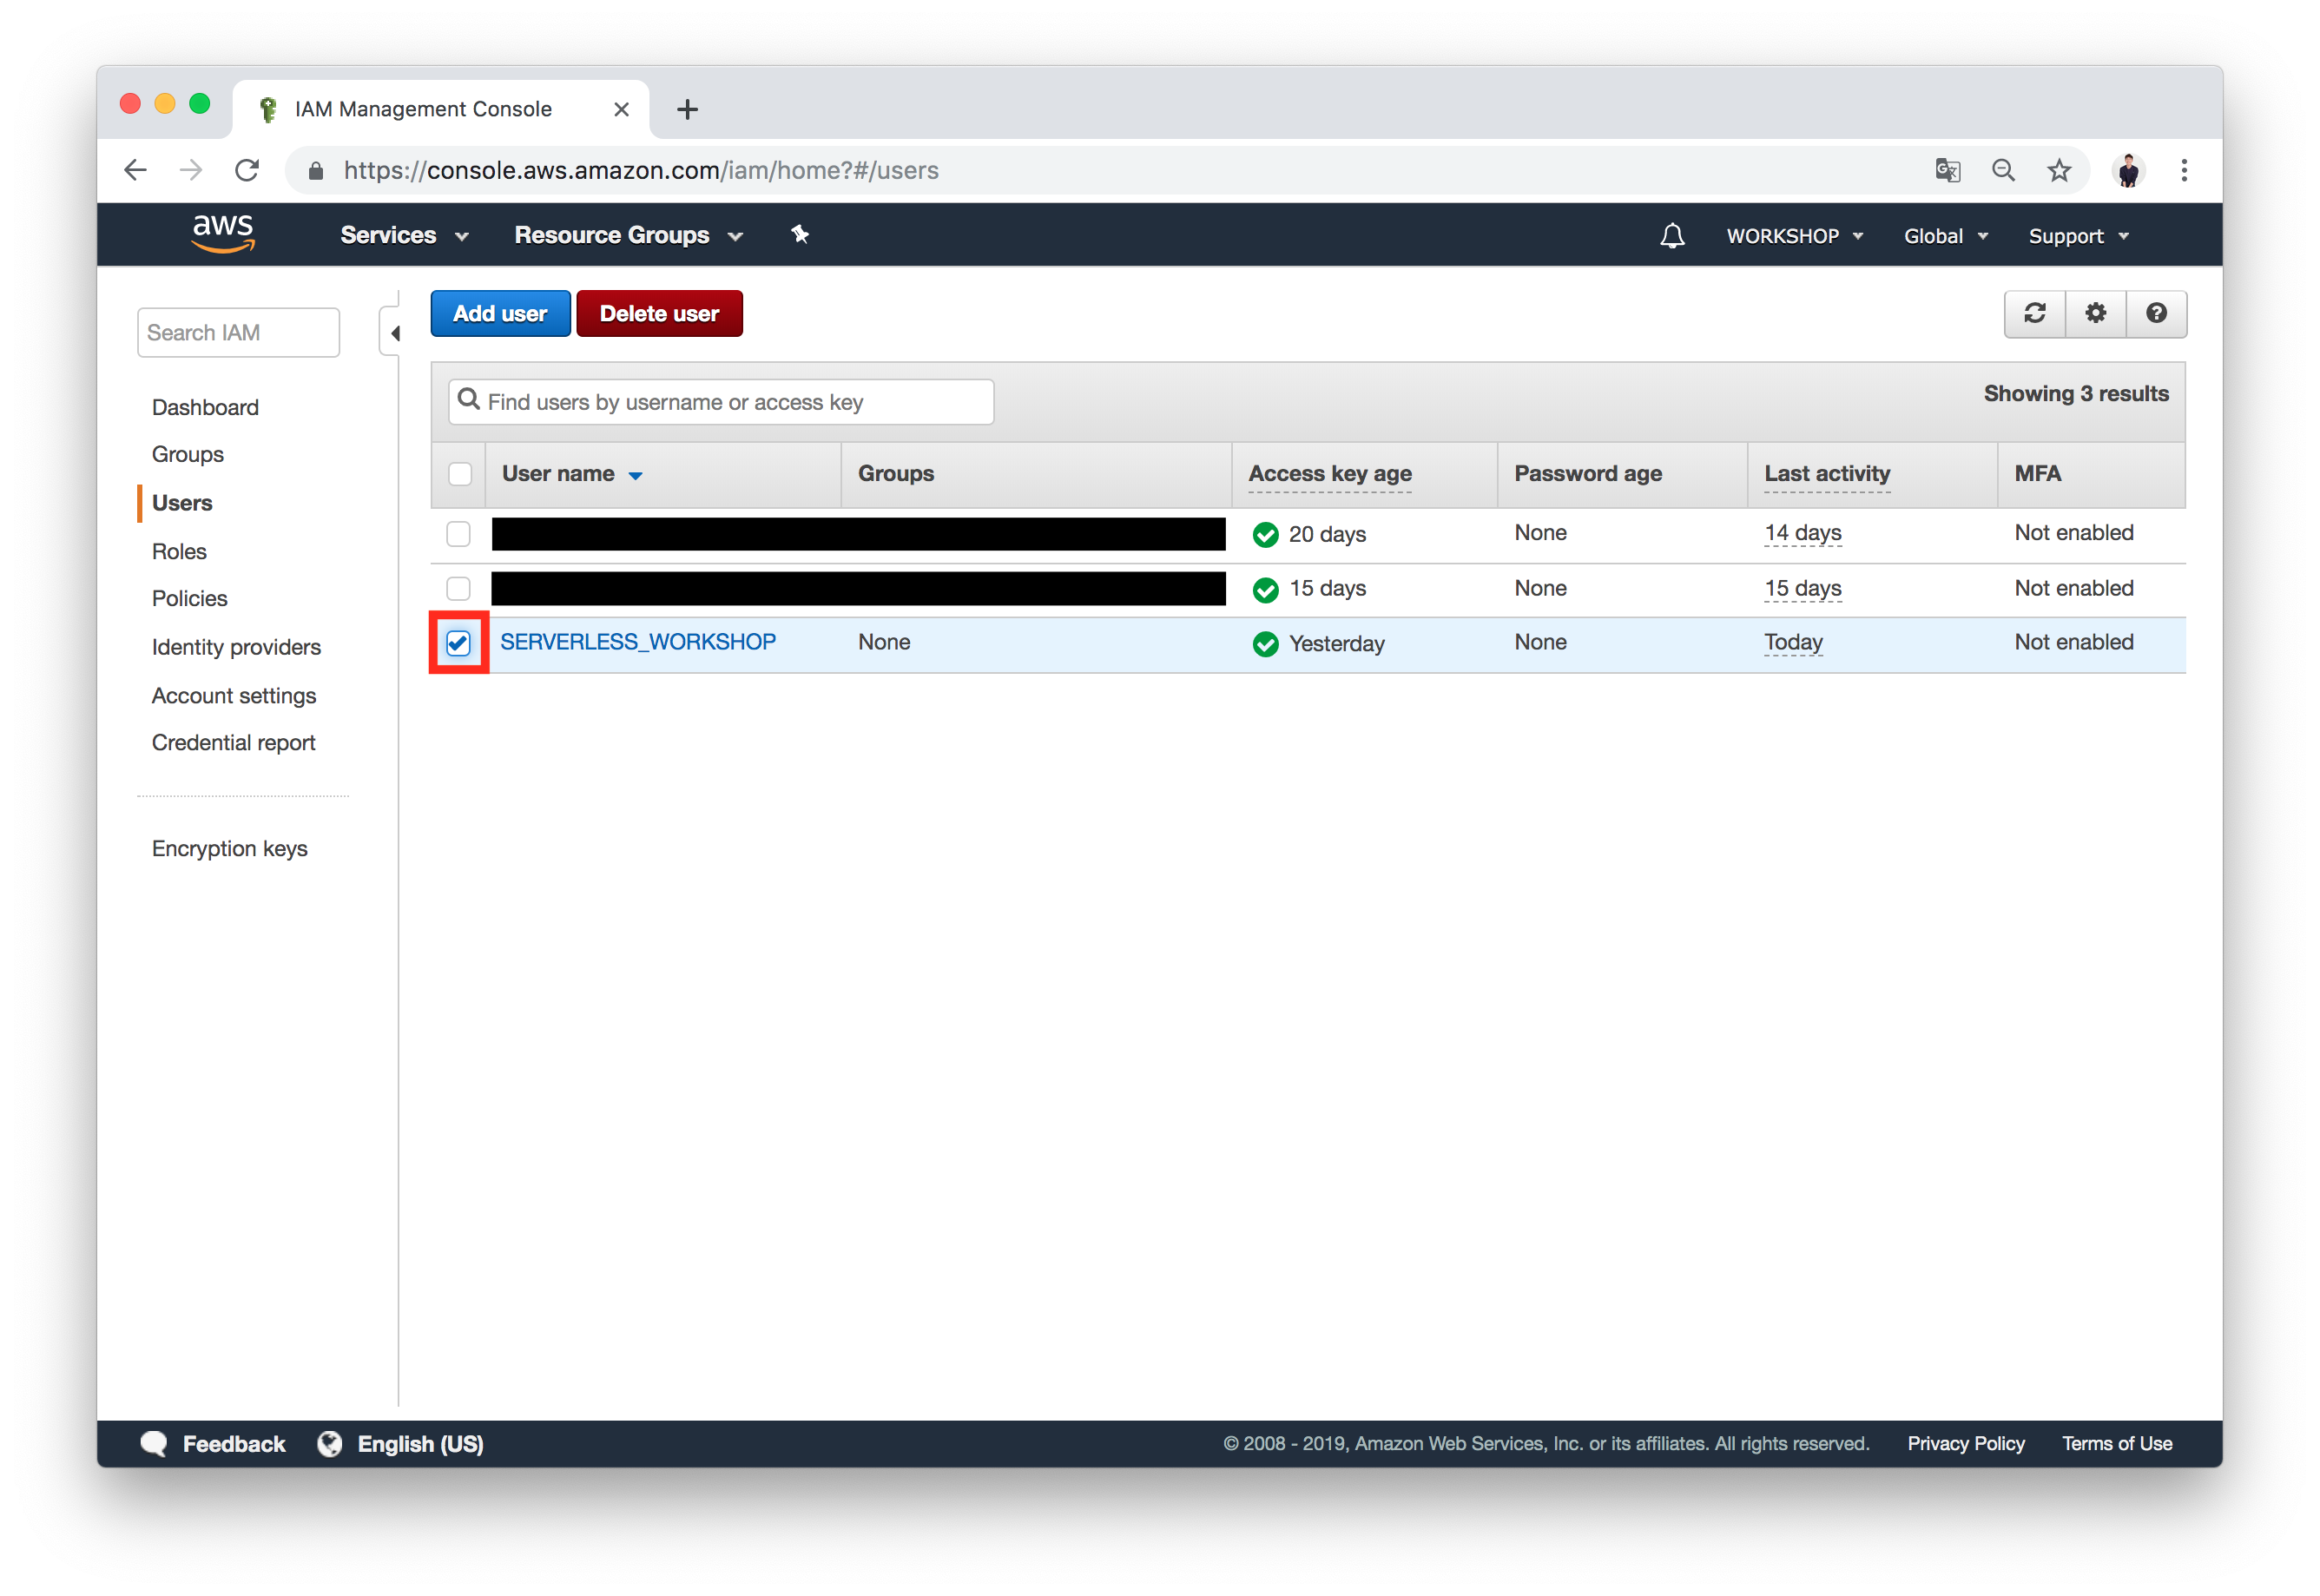 IAM Management Console
https://console.aws.amazon.com/iam/home?#/users
aws Services Resource Groups WORKSHOP Global Support
Search IAM
Dashboard
Groups
Users
Roles
Policies
Identity providers
Account settings
Credential report
Encryption keys
Add user Delete user
Find users by username or access key Showing 3 results
User name Groups Access key age Password age Last activity MFA
20 days None 14 days Not enabled
15 days None 15 days Not enabled
SERVERLESS_WORKSHOP None Yesterday None Today Not enabled
Feedback English (US) © 2008 - 2019, Amazon Web Services, Inc. or its affiliates. All rights reserved. Privacy Policy Terms of Use